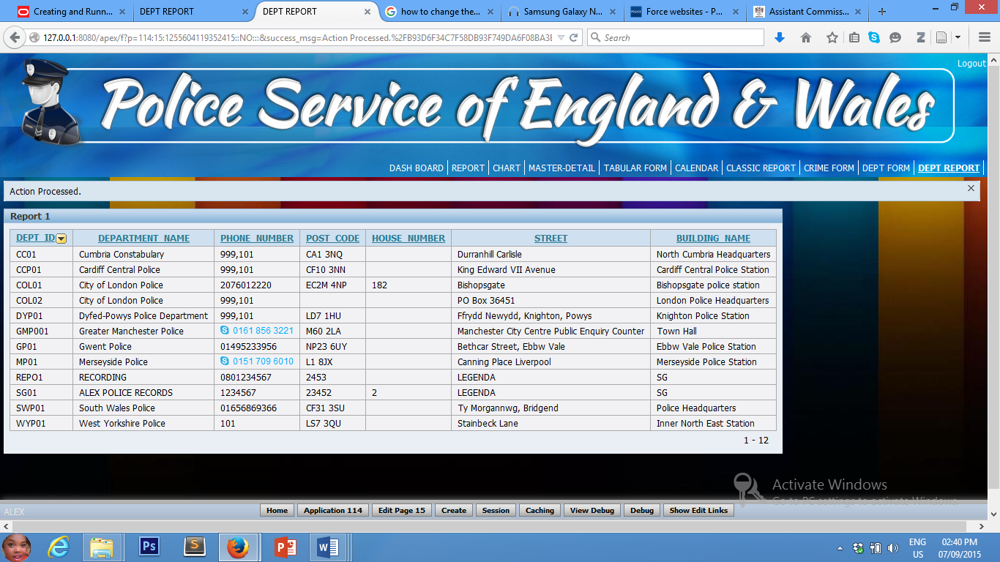 Creating and Runn...
DEPT REPORT
DEPT REPORT
how to change the...
Samsung Galaxy N...
Force websites - P...
Assistant Commiss...
127.0.0.1:8080/apex/f?p=114:15:1255604119352415::NO:::&success_msg=Action Processed.%2FB93D6F34C7F58DB93F749DA6F08BA3E
Search
Logout
Police Service of England & Wales
DASH BOARD REPORT CHART MASTER-DETAIL TABULAR FORM CALENDAR CLASSIC REPORT CRIME FORM DEPT FORM DEPT REPORT
Action Processed.
Report 1
DEPT_ID DEPARTMENT_NAME PHONE_NUMBER POST_CODE HOUSE_NUMBER STREET BUILDING_NAME
CC01 Cumbria Constabulary 999,101 CA1 3NQ Durranhill Carlisle North Cumbria Headquarters
CCP01 Cardiff Central Police 999,101 CF10 3NN King Edward VII Avenue Cardiff Central Police Station
COL01 City of London Police 2076012220 EC2M 4NP 182 Bishopsgate Bishopsgate police station
COL02 City of London Police 999,101 PO Box 36451 London Police Headquarters
DYP01 Dyfed-Powys Police Department 999,101 LD7 1HU Ffrydd Newydd, Knighton, Powys Knighton Police Station
GMP001 Greater Manchester Police 0161 856 3221 M60 2LA Manchester City Centre Public Enquiry Counter Town Hall
GP01 Gwent Police 01495233956 NP23 6UY Bethcar Street, Ebbw Vale Ebbw Vale Police Station
MP01 Merseyside Police 0151 709 6010 L1 8JX Canning Place Liverpool Merseyside Police Station
REPO1 RECORDING 0801234567 2453 LEGENDA SG
SG01 ALEX POLICE RECORDS 1234567 23452 2 LEGENDA SG
SWP01 South Wales Police 01656869366 CF31 3SU Ty Morgannwg, Bridgend Police Headquarters
WYP01 West Yorkshire Police 101 LS7 3QU Stainbeck Lane Inner North East Station
1 - 12
Activate Windows
Go to PC settings to activate Windows.
ALEX
Home Application 114 Edit Page 15 Create Session Caching View Debug Debug Show Edit Links
ENG 02:40 PM
US 07/09/2015